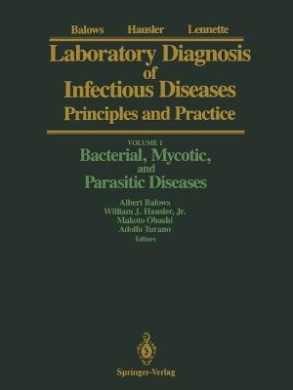 Balows Hausler Lennette
Laboratory Diagnosis
of
Infectious Diseases
Principles and Practice
VOLUME I
Bacterial, Mycotic,
and
Parasitic Diseases
Albert Balows
William J. Hausler, Jr.
Makoto Ohashi
Adolfo Turano
Editors
Springer-Verlag